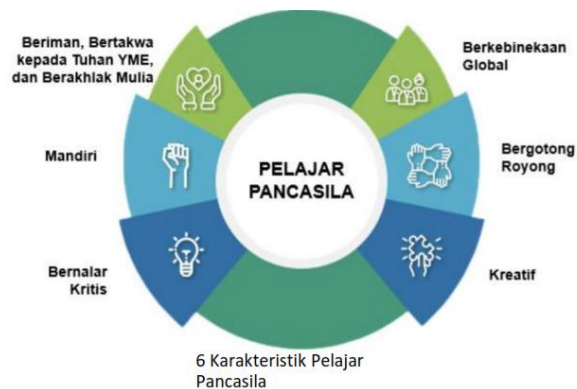 Beriman, Bertakwa
kepada Tuhan YME,
dan Berakhlak Mulia
Berkebinekaan
Global
Mandiri
PELAJAR
PANCASILA
Bergotong
Royong
Bernalar
Kritis
Kreatif
6 Karakteristik Pelajar
Pancasila